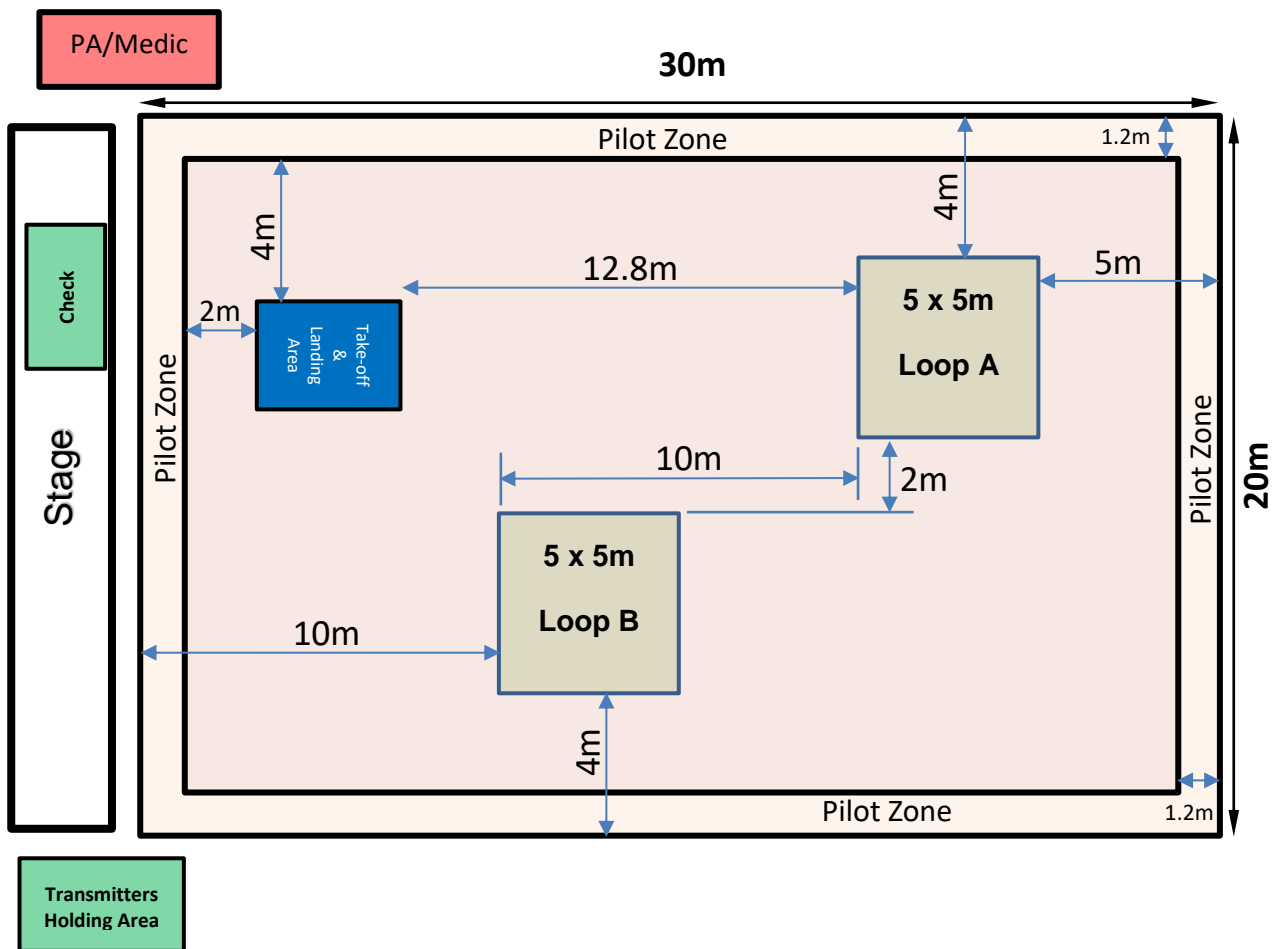 PA/Medic
30m
Pilot Zone
1.2m
4m
4m
12.8m
5m
Check
2m
Take-off
&
Landing
Area
5 x 5m
Loop A
Pilot Zone
Stage
10m
2m
Pilot Zone
20m
5 x 5m
Loop B
10m
4m
Pilot Zone
1.2m
Transmitters
Holding Area